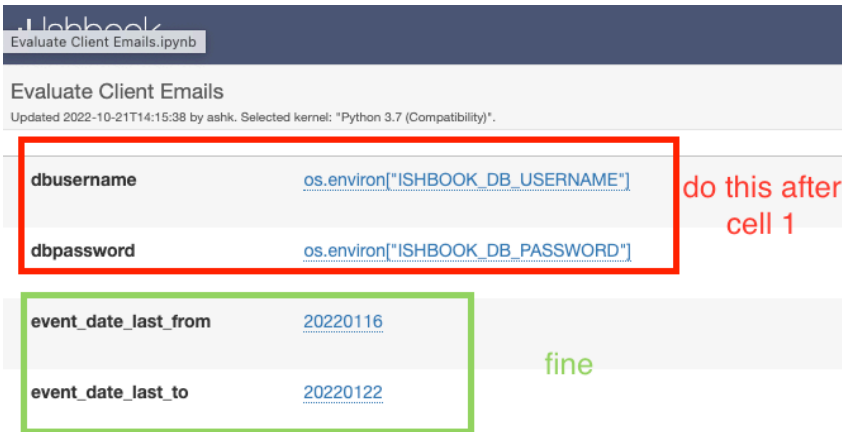 Ishbook
Evaluate Client Emails.ipynb
Evaluate Client Emails
Updated 2022-10-21T14:15:38 by ashk. Selected kernel: "Python 3.7 (Compatibility)".
dbusername os.environ["ISHBOOK_DB_USERNAME"]
do this after
cell 1
dbpassword os.environ["ISHBOOK_DB_PASSWORD"]
event_date_last_from 20220116
fine
event_date_last_to 20220122